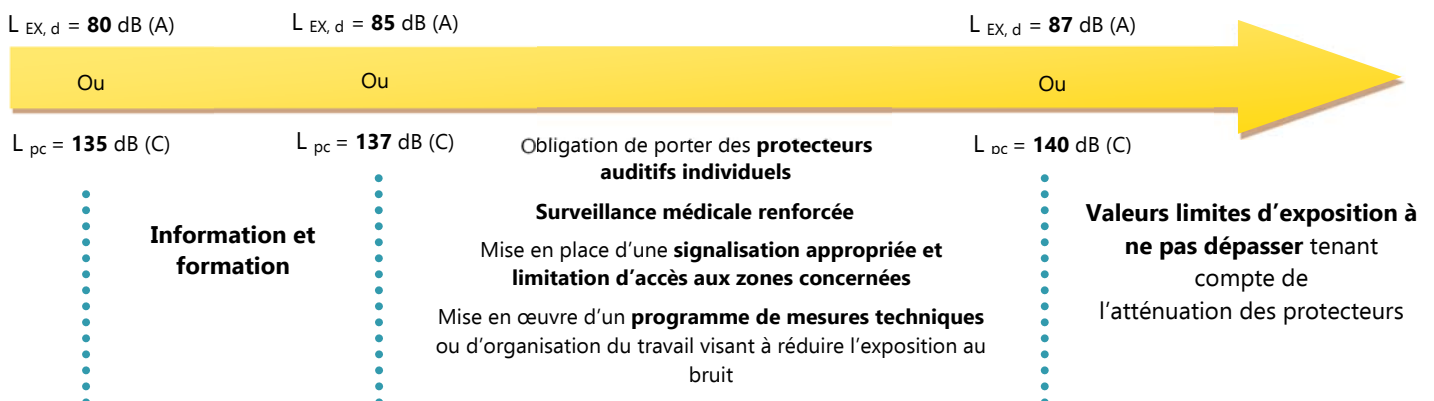 L EX, d = 80 dB (A)
L EX, d = 85 dB (A)
L EX, d = 87 dB (A)
Ou
Ou
Ou
L pc = 135 dB (C)
L pc = 137 dB (C)
L pc = 140 dB (C)
Information et
formation
Obligation de porter des protecteurs
auditifs individuels
Surveillance médicale renforcée
Mise en place d’une signalisation appropriée et
limitation d’accès aux zones concernées
Mise en œuvre d’un programme de mesures techniques
ou d’organisation du travail visant à réduire l’exposition au
bruit
Valeurs limites d’exposition à
ne pas dépasser tenant
compte de
l’atténuation des protecteurs